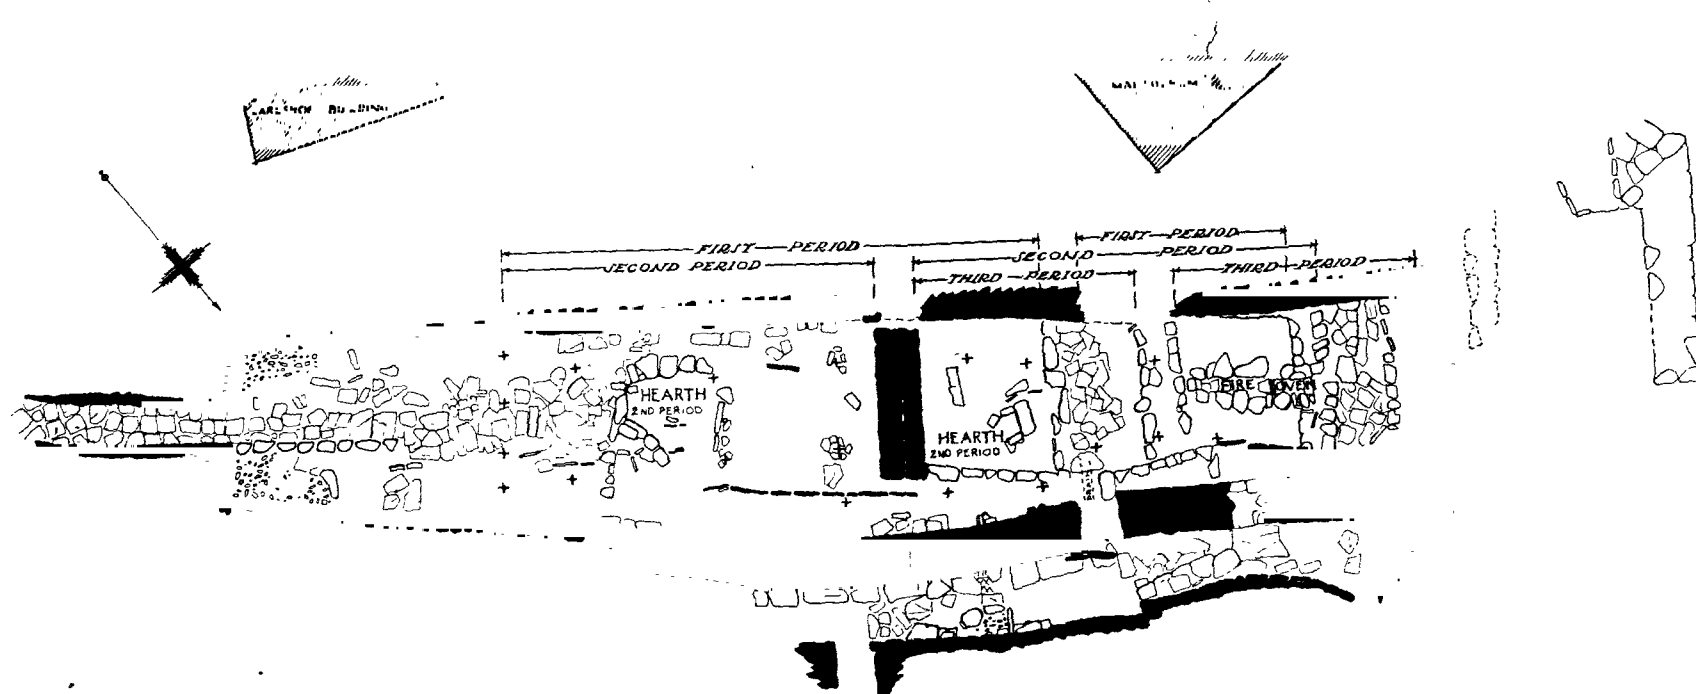 FIRST PERIOD
FIRST PERIOD
SECOND PERIOD
SECOND PERIOD
THIRD PERIOD
THIRD PERIOD
HEARTH
2ND PERIOD
FIRE OVEN
HEARTH
2ND PERIOD